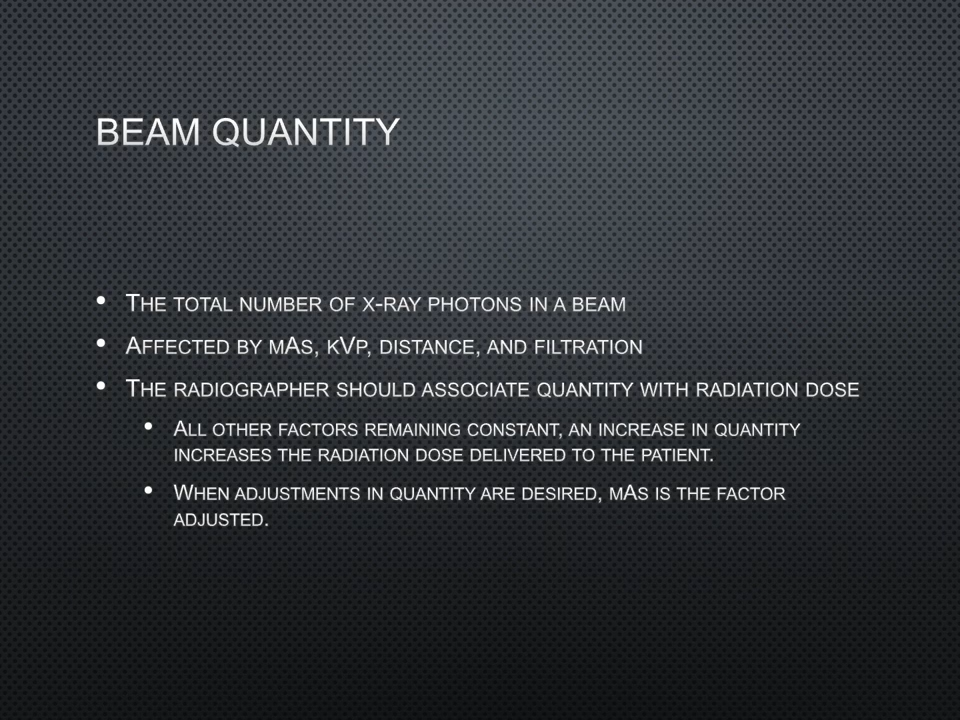 BEAM QUANTITY
• THE TOTAL NUMBER OF X-RAY PHOTONS IN A BEAM
• AFFECTED BY MAS, KVP, DISTANCE, AND FILTRATION
• THE RADIOGRAPHER SHOULD ASSOCIATE QUANTITY WITH RADIATION DOSE
• ALL OTHER FACTORS REMAINING CONSTANT, AN INCREASE IN QUANTITY
INCREASES THE RADIATION DOSE DELIVERED TO THE PATIENT.
• WHEN ADJUSTMENTS IN QUANTITY ARE DESIRED, MAS IS THE FACTOR
ADJUSTED.